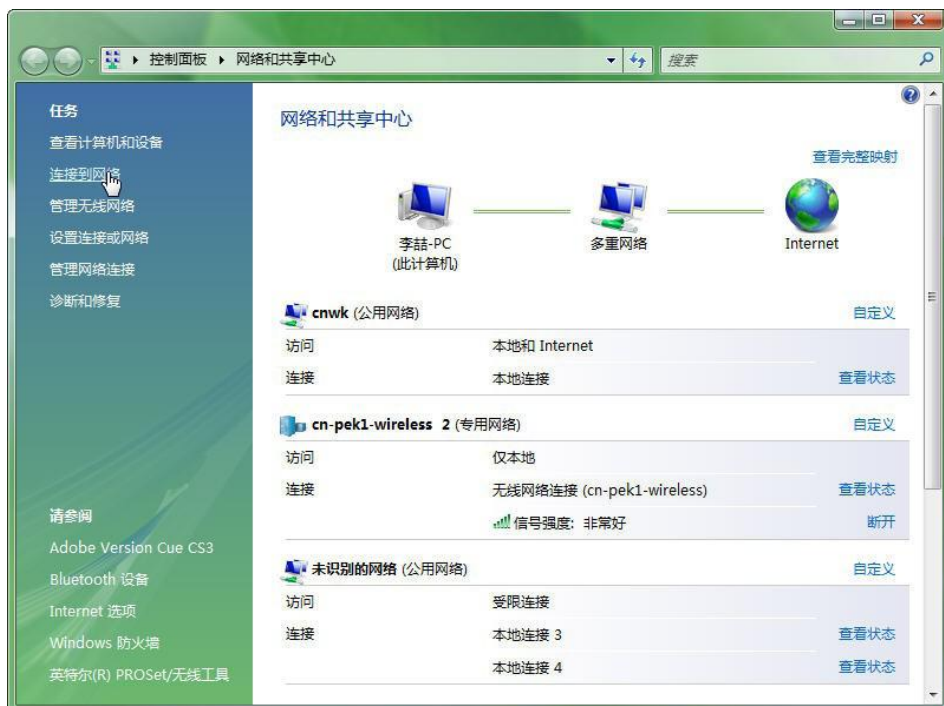 控制面板 ▸ 网络和共享中心
搜索
任务
查看计算机和设备
连接到网络
管理无线网络
设置连接或网络
管理网络连接
诊断和修复
请参阅
Adobe Version Cue CS3
Bluetooth 设备
Internet 选项
Windows 防火墙
英特尔(R) PROSet/无线工具
网络和共享中心
查看完整映射
李喆-PC
(此计算机)
多重网络
Internet
cnwk (公用网络) 自定义
访问 本地和 Internet
连接 本地连接 查看状态
cn-pek1-wireless 2 (专用网络) 自定义
访问 仅本地
连接 无线网络连接 (cn-pek1-wireless) 查看状态
信号强度: 非常好 断开
未识别的网络 (公用网络) 自定义
访问 受限连接
连接 本地连接 3 查看状态
本地连接 4 查看状态